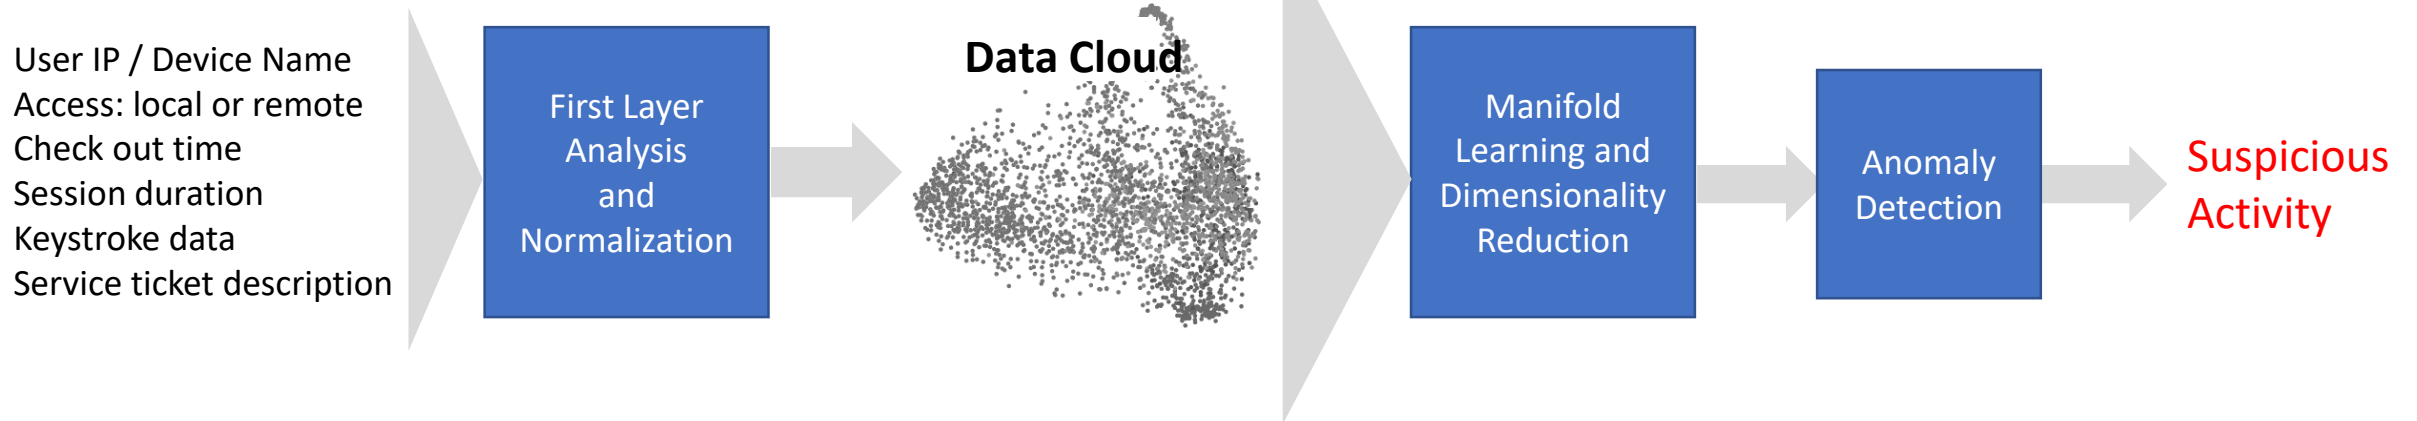 User IP / Device Name
Access: local or remote
Check out time
Session duration
Keystroke data
Service ticket description
First Layer
Analysis
and
Normalization
Data Cloud
Manifold
Learning and
Dimensionality
Reduction
Anomaly
Detection
Suspicious
Activity